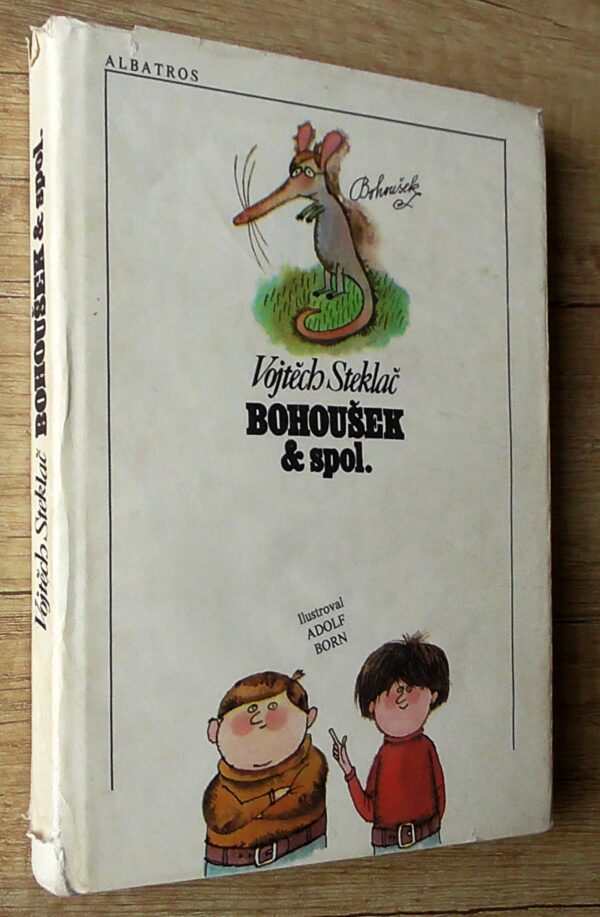 ALBATROS
Bohoušek
Vojtěch Steklač
BOHOUŠEK
& spol.
Ilustroval
ADOLF
BORN
Vojtěch Steklač BOHOUŠEK & spol.